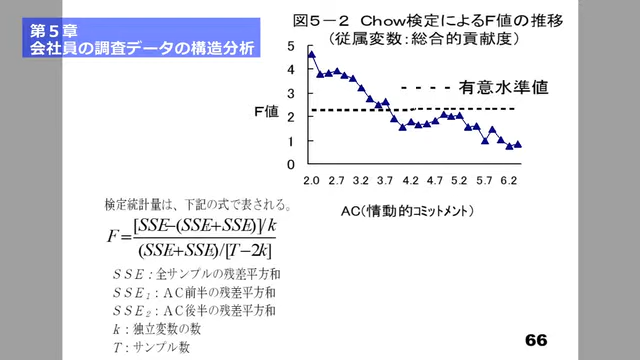 第５章
会社員の調査データの構造分析
図５－２ Chow検定によるF値の推移
（従属変数：総合的貢献度）
5
4
3
2
1
0
F値
有意水準値
2.0 2.7 3.2 3.7 4.2 4.7 5.2 5.7 6.2
AC（情動的コミットメント）
検定統計量は、下記の式で表される。
F=[SSE−(SSE+SSE)]/k
(SSE+SSE)/[T−2k]
ＳＳＥ：全サンプルの残差平方和
ＳＳＥ₁：ＡＣ前半の残差平方和
ＳＳＥ₂：ＡＣ後半の残差平方和
k：独立変数の数
T：サンプル数
66